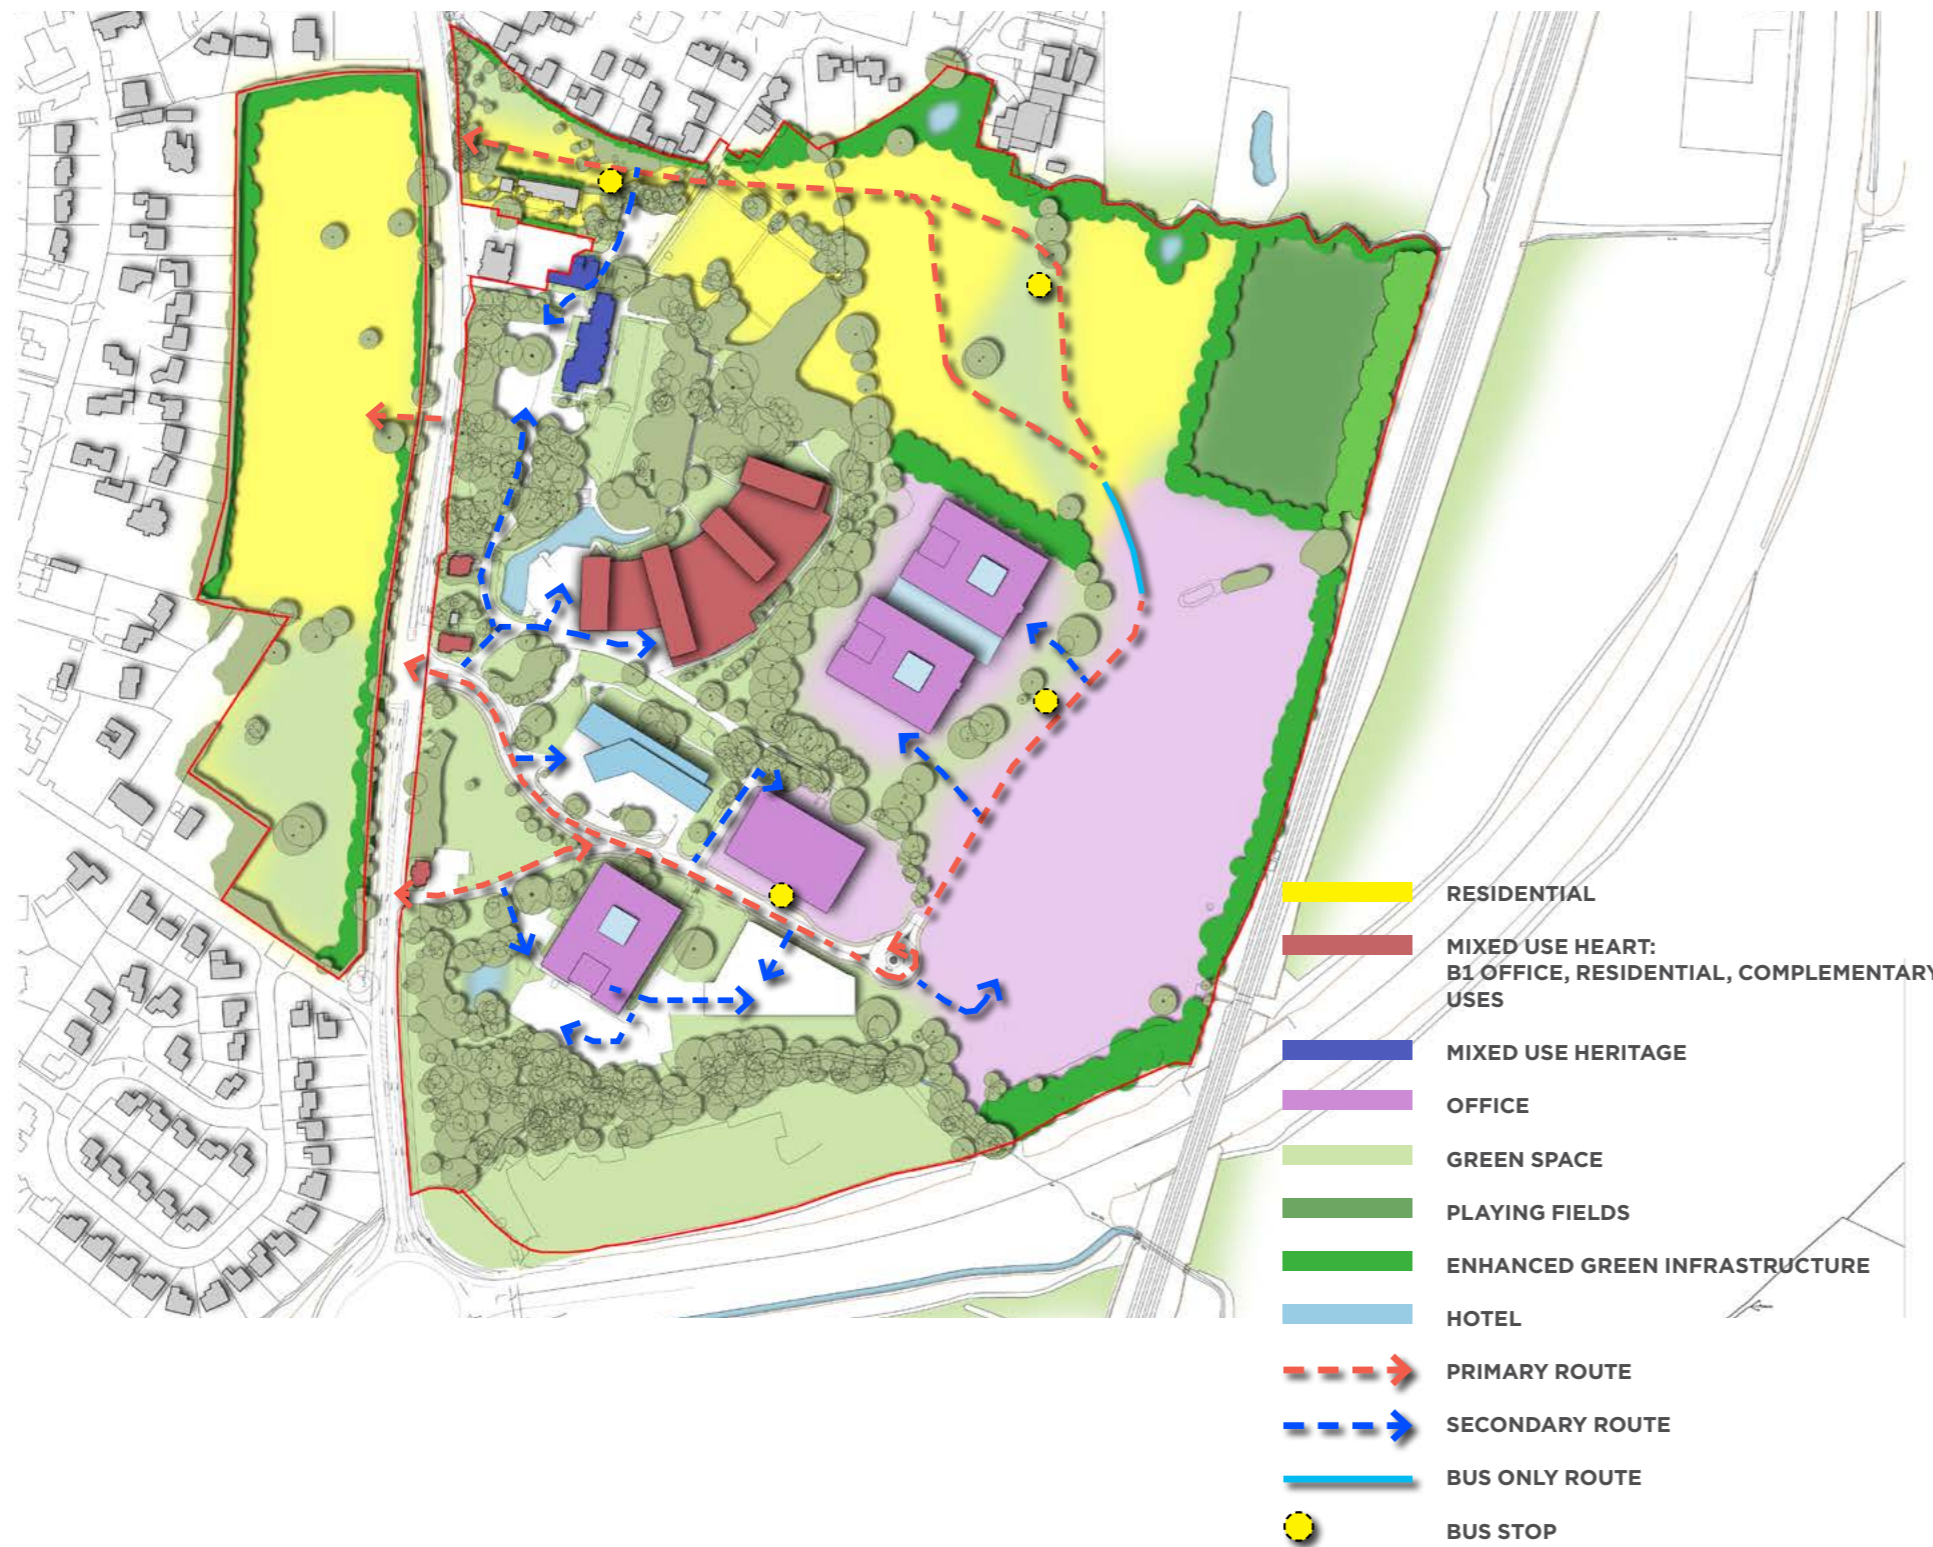 RESIDENTIAL
MIXED USE HEART:
B1 OFFICE, RESIDENTIAL, COMPLEMENTARY
USES
MIXED USE HERITAGE
OFFICE
GREEN SPACE
PLAYING FIELDS
ENHANCED GREEN INFRASTRUCTURE
HOTEL
PRIMARY ROUTE
SECONDARY ROUTE
BUS ONLY ROUTE
BUS STOP